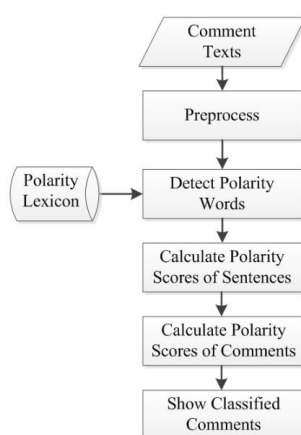 Comment
Texts
Preprocess
Polarity
Lexicon
Detect Polarity
Words
Calculate Polarity
Scores of Sentences
Calculate Polarity
Scores of Comments
Show Classified
Comments